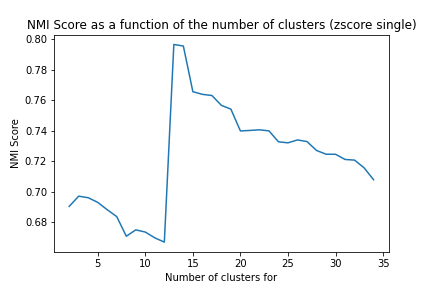 NMI Score as a function of the number of clusters (zscore single)
0.80
0.78
0.76
0.74
0.72
0.70
0.68
NMI Score
5 10 15 20 25 30 35
Number of clusters for